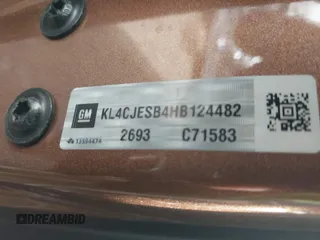 GM
KL4CJESB4HB124482
2693 C71583
DREAMBID